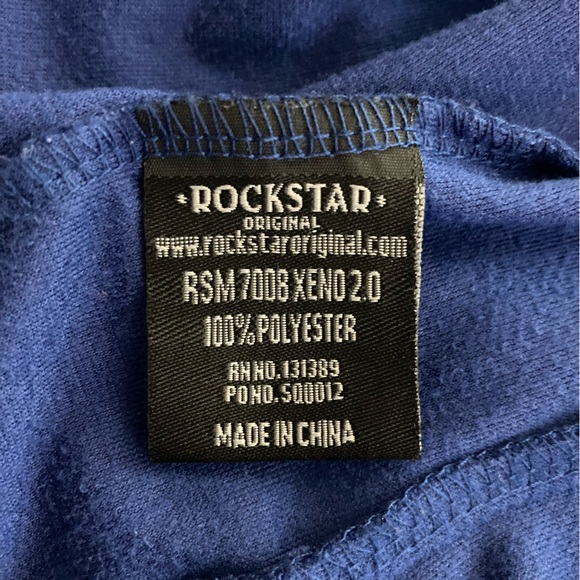 ROCKSTAR
ORIGINAL
www.rockstaroriginal.com
RSM 7008 XENO 2.0
100% POLYESTER
RN NO. 131389
PO NO. SQ0012
MADE IN CHINA